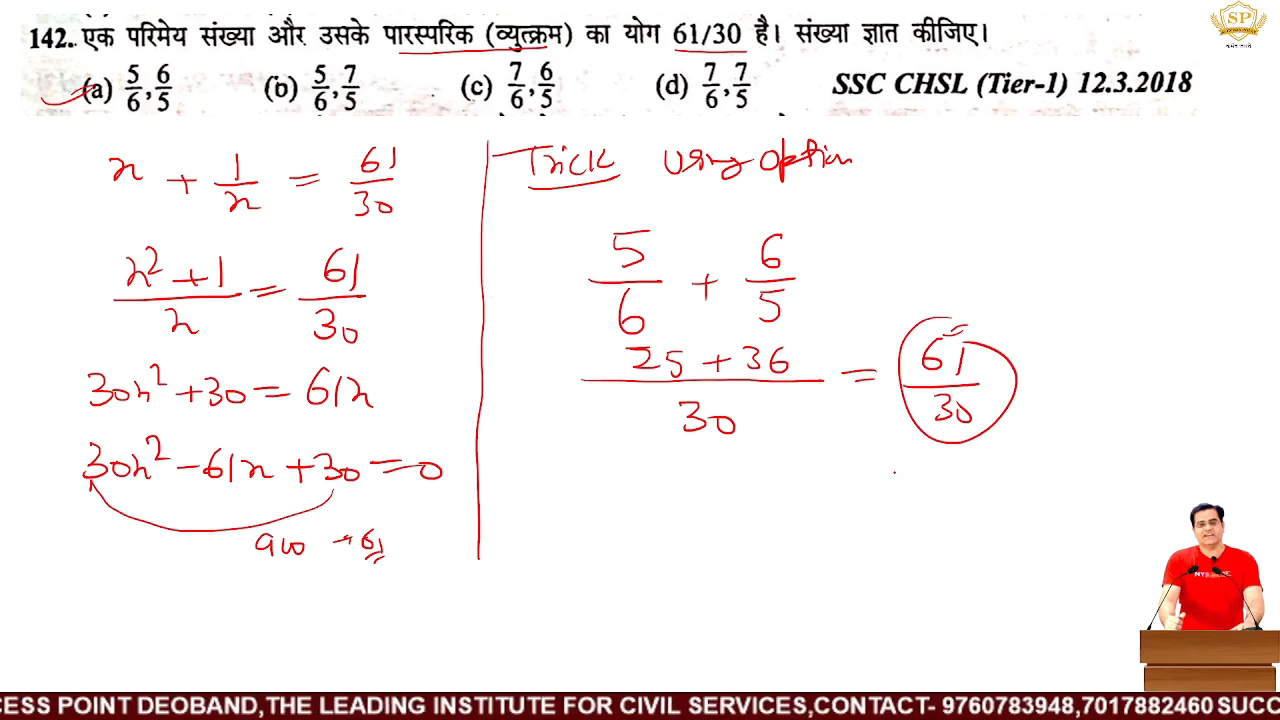 142. एक परिमेय संख्या और उसके पारस्परिक (व्युत्क्रम) का योग 61/30 है। संख्या ज्ञात कीजिए।
(a) 5/6, 6/5 (b) 5/6, 7/5 (c) 7/6, 6/5 (d) 7/6, 7/5 SSC CHSL (Tier-1) 12.3.2018
SP
x + 1/x = 61/30
x² + 1 / x = 61/30
30x² + 30 = 61x
30x² - 61x + 30 = 0
900 → 61
Trick Using Option
5/6 + 6/5
25 + 36 / 30 = 61/30
CESS POINT DEOBAND,THE LEADING INSTITUTE FOR CIVIL SERVICES,CONTACT- 9760783948,7017882460 SUCC